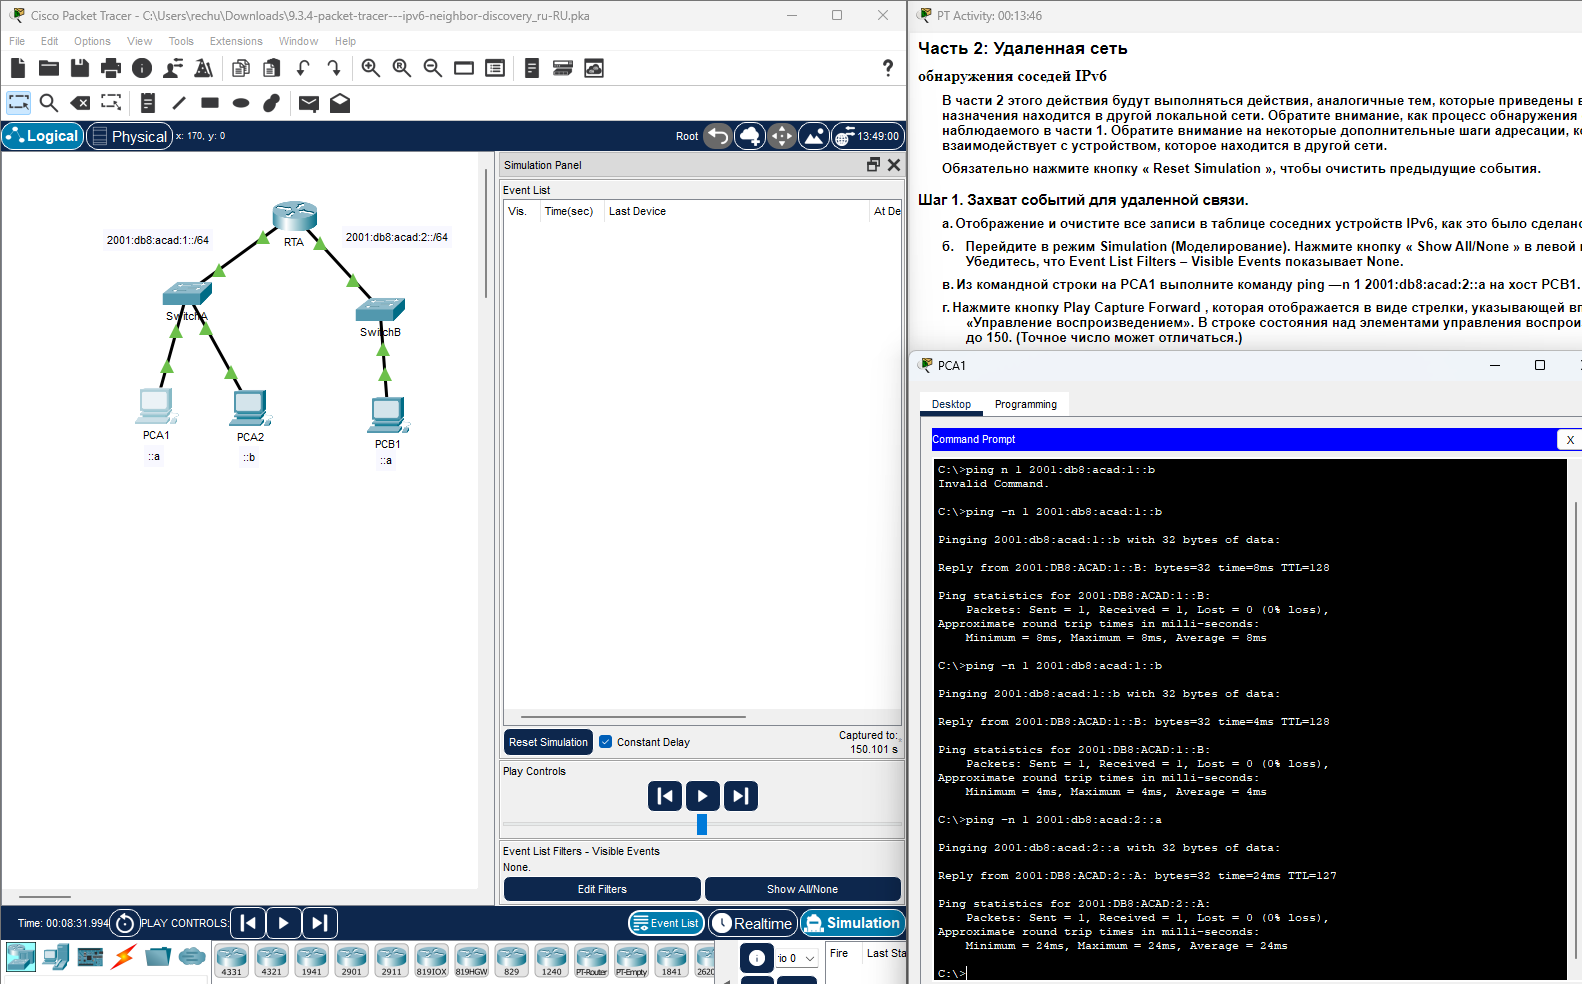 Cisco Packet Tracer - C:\Users\rechu\Downloads\9.3.4-packet-tracer---ipv6-neighbor-discovery_ru-RU.pka
File Edit Options View Tools Extensions Window Help
Logical Physical x: 170, y: 0
Root 13:49:00
2001:db8:acad:1::/64
RTA
2001:db8:acad:2::/64
SwitchA
SwitchB
PCA1
::a
PCA2
::b
PCB1
::a
Simulation Panel
Event List
Vis. Time(sec) Last Device At De
Reset Simulation Constant Delay
Captured to:
150.101 s
Play Controls
Event List Filters - Visible Events
None.
Edit Filters Show All/None
Time: 00:08:31.994 PLAY CONTROLS:
Event List Realtime Simulation
4331 4321 1941 2901 2911 819IOX 819HGW 829 1240 PT-Router PT-Empty 1841 2620
io 0
Fire Last Sta
PT Activity: 00:13:46
Часть 2: Удаленная сеть
обнаружения соседей IPv6
В части 2 этого действия будут выполняться действия, аналогичные тем, которые приведены в
назначения находится в другой локальной сети. Обратите внимание, как процесс обнаружения
наблюдаемого в части 1. Обратите внимание на некоторые дополнительные шаги адресации, к
взаимодействует с устройством, которое находится в другой сети.
Обязательно нажмите кнопку « Reset Simulation », чтобы очистить предыдущие события.
Шаг 1. Захват событий для удаленной связи.
а. Отображение и очистите все записи в таблице соседних устройств IPv6, как это было сделано
б. Перейдите в режим Simulation (Моделирование). Нажмите кнопку « Show All/None » в левой
Убедитесь, что Event List Filters – Visible Events показывает None.
в. Из командной строки на PCA1 выполните команду ping —n 1 2001:db8:acad:2::a на хост PCB1.
г. Нажмите кнопку Play Capture Forward , которая отображается в виде стрелки, указывающей вп
«Управление воспроизведением». В строке состояния над элементами управления воспрои
до 150. (Точное число может отличаться.)
PCA1
Desktop Programming
Command Prompt X
C:\>ping n 1 2001:db8:acad:1::b
Invalid Command.
C:\>ping -n 1 2001:db8:acad:1::b
Pinging 2001:db8:acad:1::b with 32 bytes of data:
Reply from 2001:DB8:ACAD:1::B: bytes=32 time=8ms TTL=128
Ping statistics for 2001:DB8:ACAD:1::B:
Packets: Sent = 1, Received = 1, Lost = 0 (0% loss),
Approximate round trip times in milli-seconds:
Minimum = 8ms, Maximum = 8ms, Average = 8ms
C:\>ping -n 1 2001:db8:acad:1::b
Pinging 2001:db8:acad:1::b with 32 bytes of data:
Reply from 2001:DB8:ACAD:1::B: bytes=32 time=4ms TTL=128
Ping statistics for 2001:DB8:ACAD:1::B:
Packets: Sent = 1, Received = 1, Lost = 0 (0% loss),
Approximate round trip times in milli-seconds:
Minimum = 4ms, Maximum = 4ms, Average = 4ms
C:\>ping -n 1 2001:db8:acad:2::a
Pinging 2001:db8:acad:2::a with 32 bytes of data:
Reply from 2001:DB8:ACAD:2::A: bytes=32 time=24ms TTL=127
Ping statistics for 2001:DB8:ACAD:2::A:
Packets: Sent = 1, Received = 1, Lost = 0 (0% loss),
Approximate round trip times in milli-seconds:
Minimum = 24ms, Maximum = 24ms, Average = 24ms
C:\>